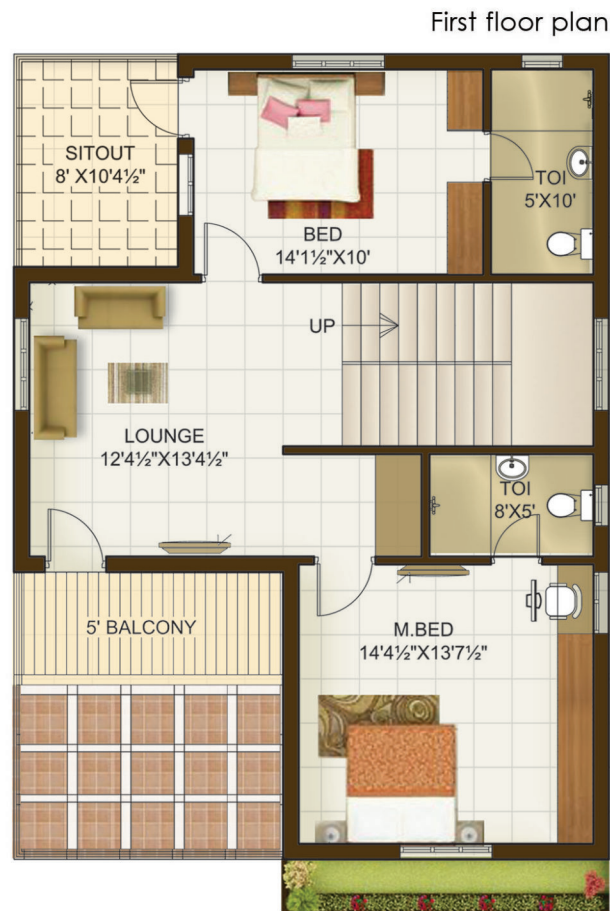 First floor plan
SITOUT
8' X10'4½"
BED
14'1½"X10'
TOI
5'X10'
UP
LOUNGE
12'4½"X13'4½"
TOI
8'X5'
5' BALCONY
M.BED
14'4½"X13'7½"